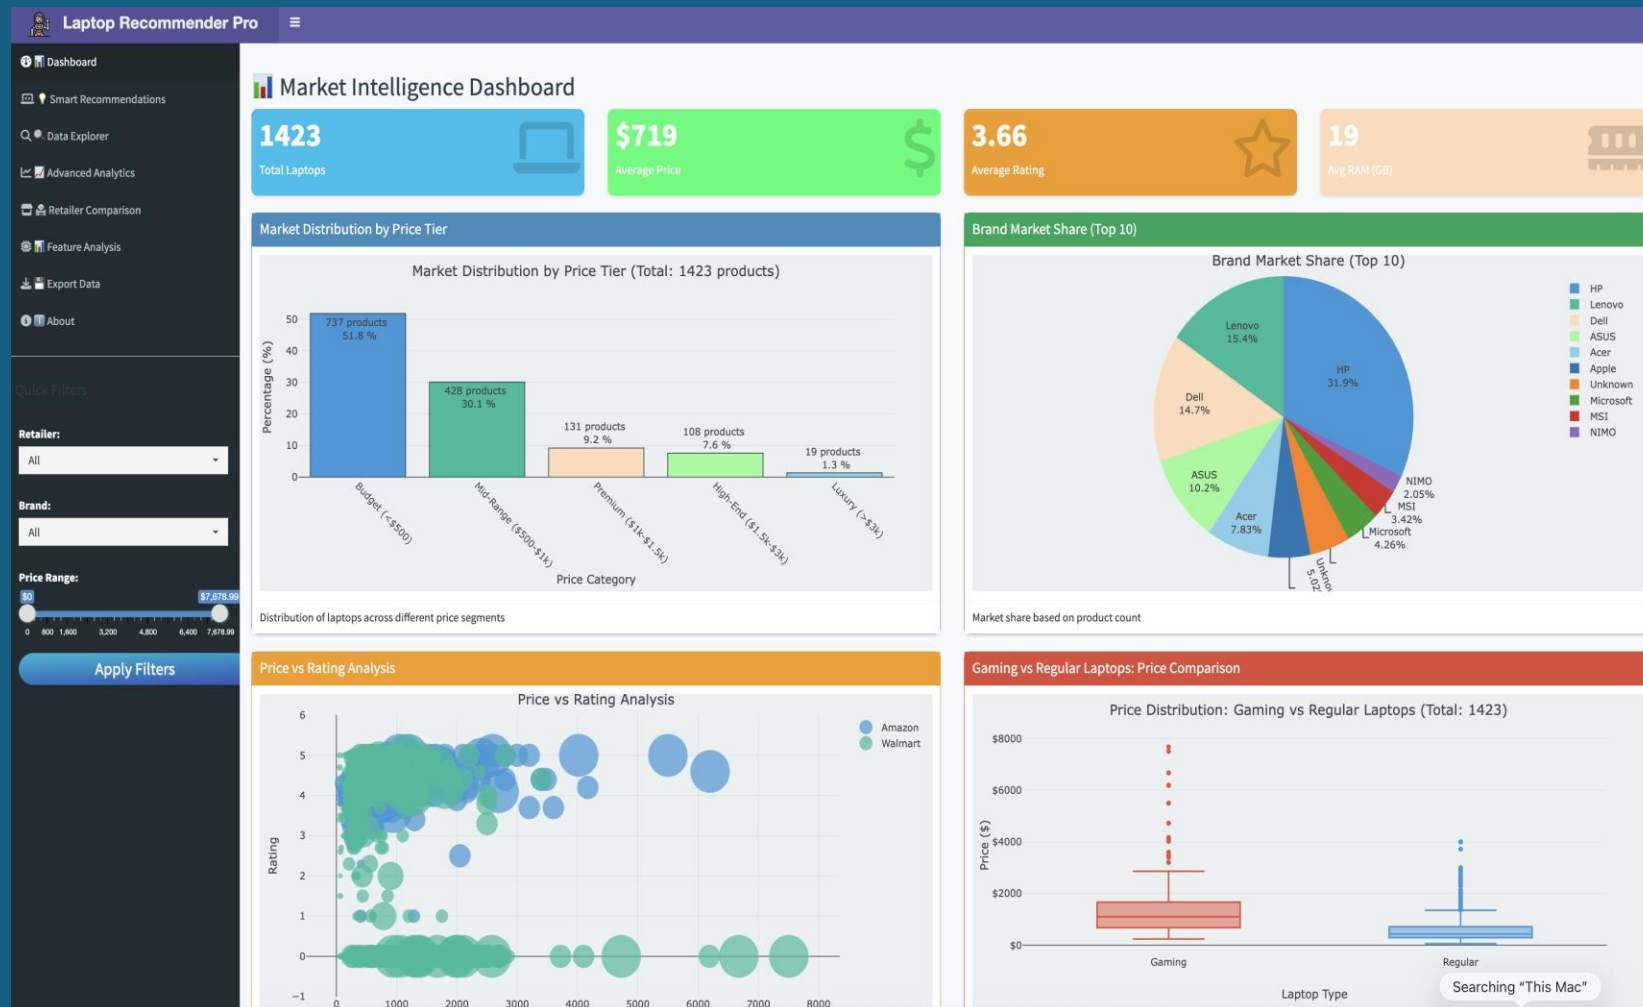 Laptop Recommender Pro
Dashboard
Smart Recommendations
Data Explorer
Advanced Analytics
Retailer Comparison
Feature Analysis
Export Data
About
Quick Filters
Retailer:
All
Brand:
All
Price Range:
$0 $7,678.99
0 800 1,600 3,200 4,800 6,400 7,678.99
Apply Filters
Market Intelligence Dashboard
1423
Total Laptops
$719
Average Price
3.66
Average Rating
19
Avg RAM (GB)
Market Distribution by Price Tier
Market Distribution by Price Tier (Total: 1423 products)
Percentage (%)
50
40
30
20
10
0
737 products
51.8 %
428 products
30.1 %
131 products
9.2 %
108 products
7.6 %
19 products
1.3 %
Budget (<$500)
Mid-Range ($500-$1k)
Premium ($1k-$1.5k)
High-End ($1.5k-$3k)
Luxury (>$3k)
Price Category
Distribution of laptops across different price segments
Brand Market Share (Top 10)
Brand Market Share (Top 10)
HP
31.9%
Lenovo
15.4%
Dell
14.7%
ASUS
10.2%
Acer
7.83%
5.02
Microsoft
4.26%
MSI
3.42%
NIMO
2.05%
HP
Lenovo
Dell
ASUS
Acer
Apple
Unknown
Microsoft
MSI
NIMO
Market share based on product count
Price vs Rating Analysis
Price vs Rating Analysis
Rating
6
5
4
3
2
1
0
−1
0 1000 2000 3000 4000 5000 6000 7000 8000
Amazon
Walmart
Gaming vs Regular Laptops: Price Comparison
Price Distribution: Gaming vs Regular Laptops (Total: 1423)
Price ($)
$8000
$6000
$4000
$2000
$0
Gaming
Regular
Laptop Type
Searching “This Mac”